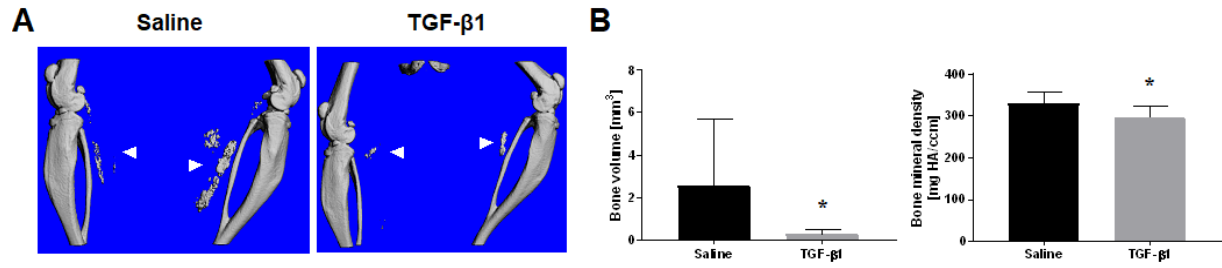 A
Saline
TGF-β1
B
Bone volume [mm³]
8
6
4
2
0
*
Saline
TGF-β1
Bone mineral density
[mg HA/ccm]
400
300
200
100
0
*
Saline
TGF-β1